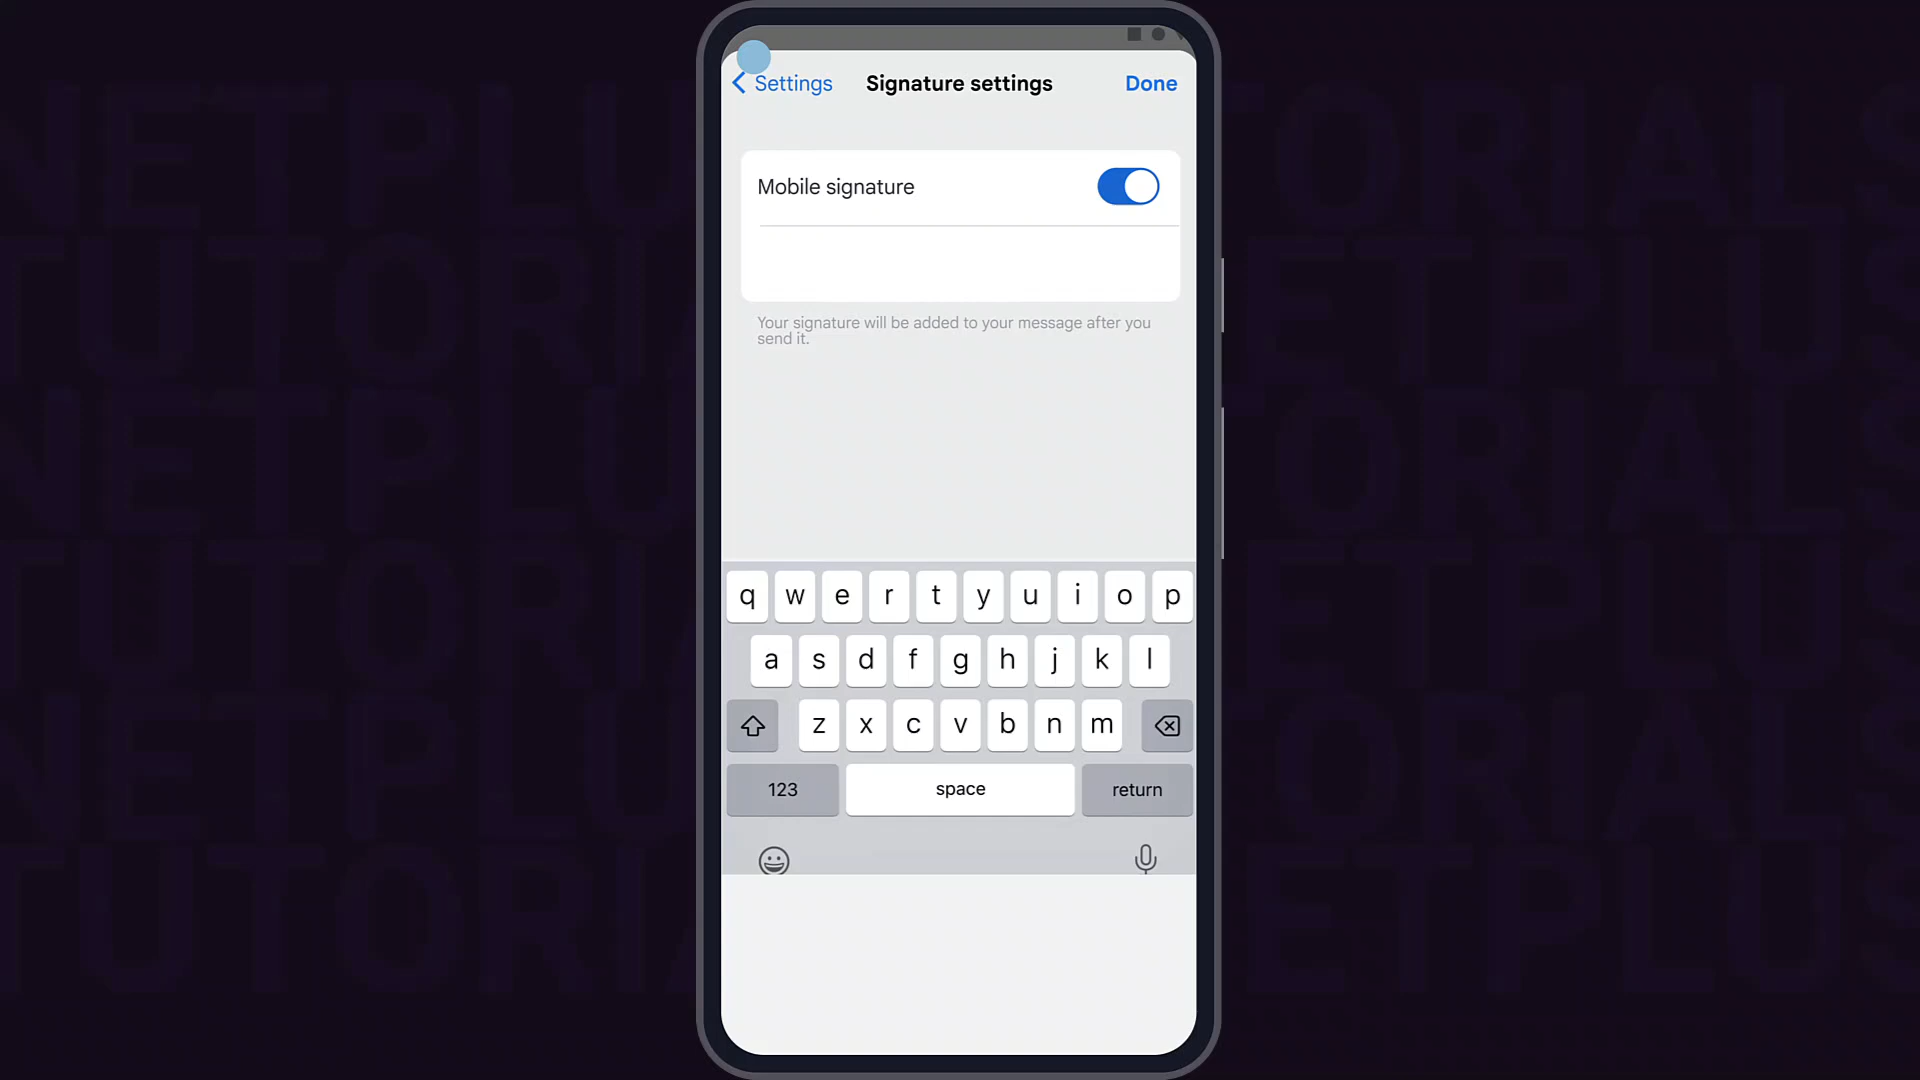 Settings
Signature settings
Done
Mobile signature
Your signature will be added to your message after you
send it.
q w e r t y u i o p
a s d f g h j k l
z x c v b n m
123
space
return